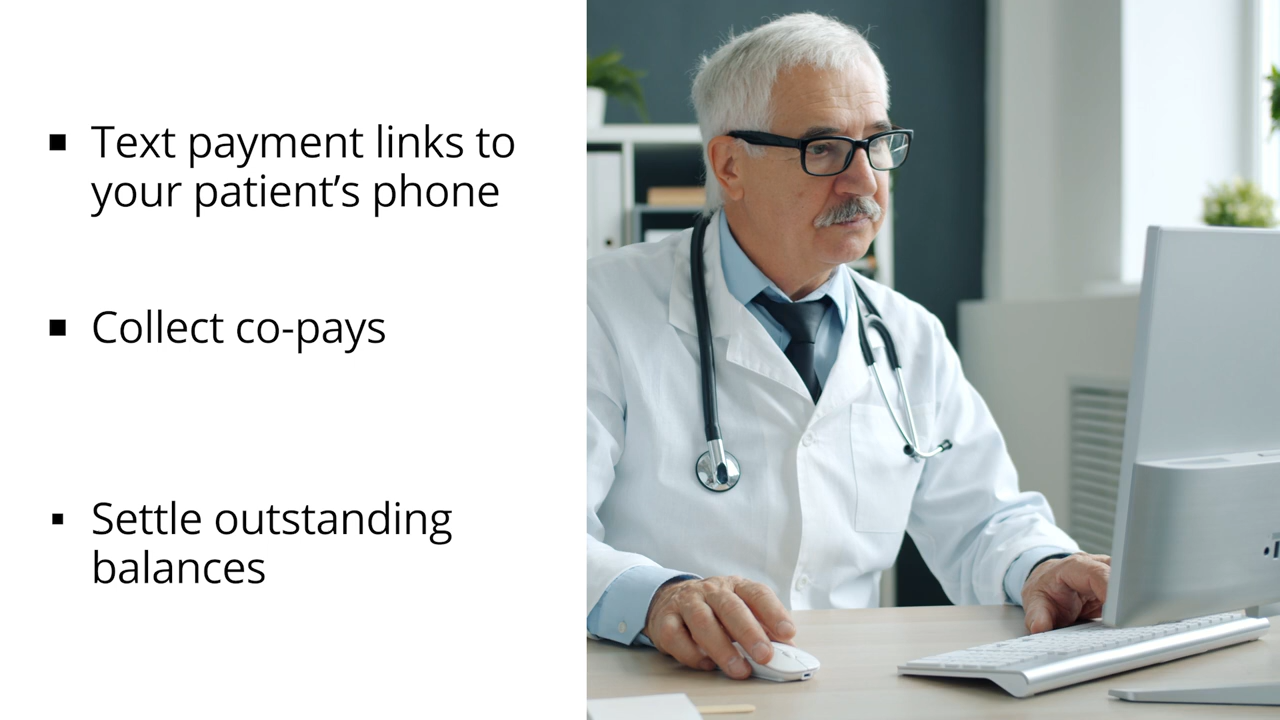 ▪ Text payment links to
your patient’s phone
▪ Collect co-pays
▪ Settle outstanding
balances